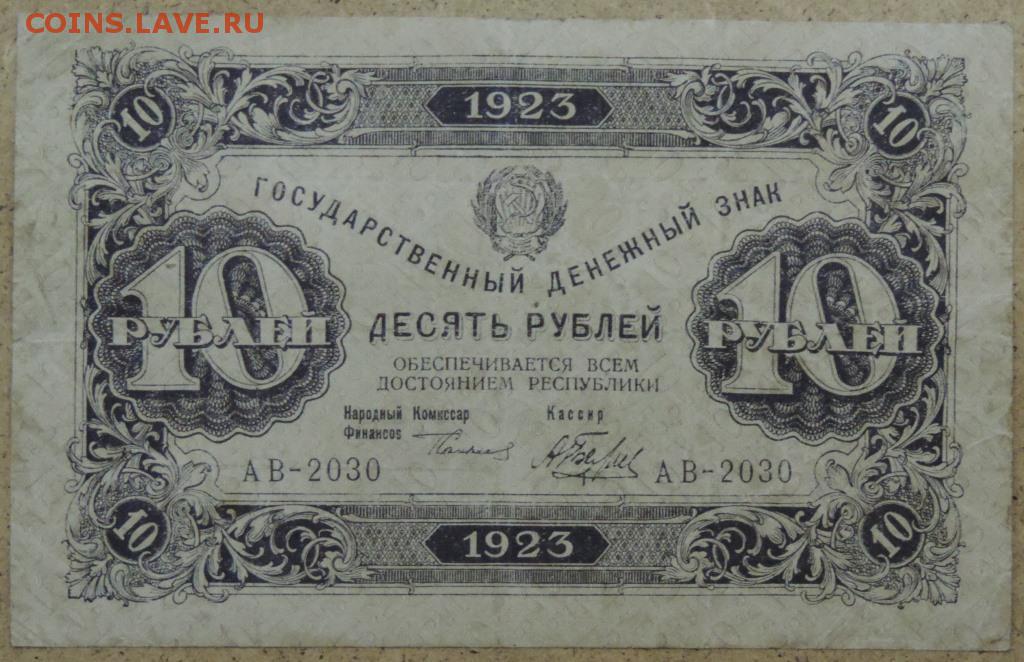 COINS.LAVE.RU
1923
10 10
ГОСУДАРСТВЕННЫЙ ДЕНЕЖНЫЙ ЗНАК
10 РУБЛЕЙ
10 РУБЛЕЙ
ДЕСЯТЬ РУБЛЕЙ
ОБЕСПЕЧИВАЕТСЯ ВСЕМ
ДОСТОЯНИЕМ РЕСПУБЛИКИ
Народный Комиссар
Финансов
Кассир
АВ-2030 АВ-2030
10 10
1923